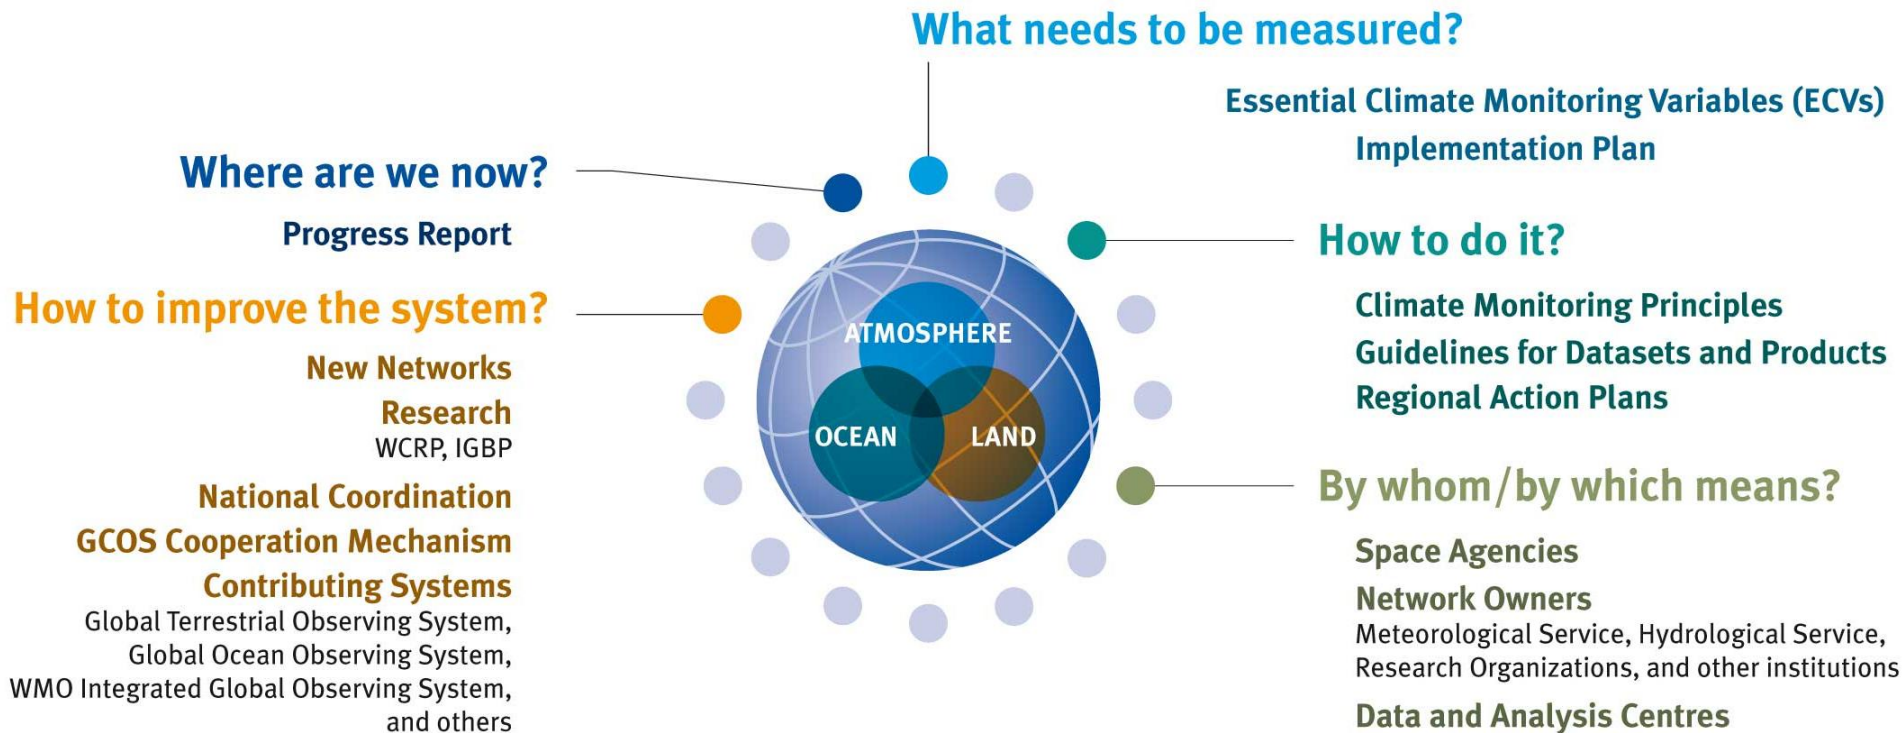 What needs to be measured?
Essential Climate Monitoring Variables (ECVs)
Implementation Plan
Where are we now?
Progress Report
How to do it?
Climate Monitoring Principles
Guidelines for Datasets and Products
Regional Action Plans
How to improve the system?
New Networks
Research
WCRP, IGBP
National Coordination
GCOS Cooperation Mechanism
Contributing Systems
Global Terrestrial Observing System,
Global Ocean Observing System,
WMO Integrated Global Observing System,
and others
ATMOSPHERE
OCEAN
LAND
By whom/by which means?
Space Agencies
Network Owners
Meteorological Service, Hydrological Service,
Research Organizations, and other institutions
Data and Analysis Centres